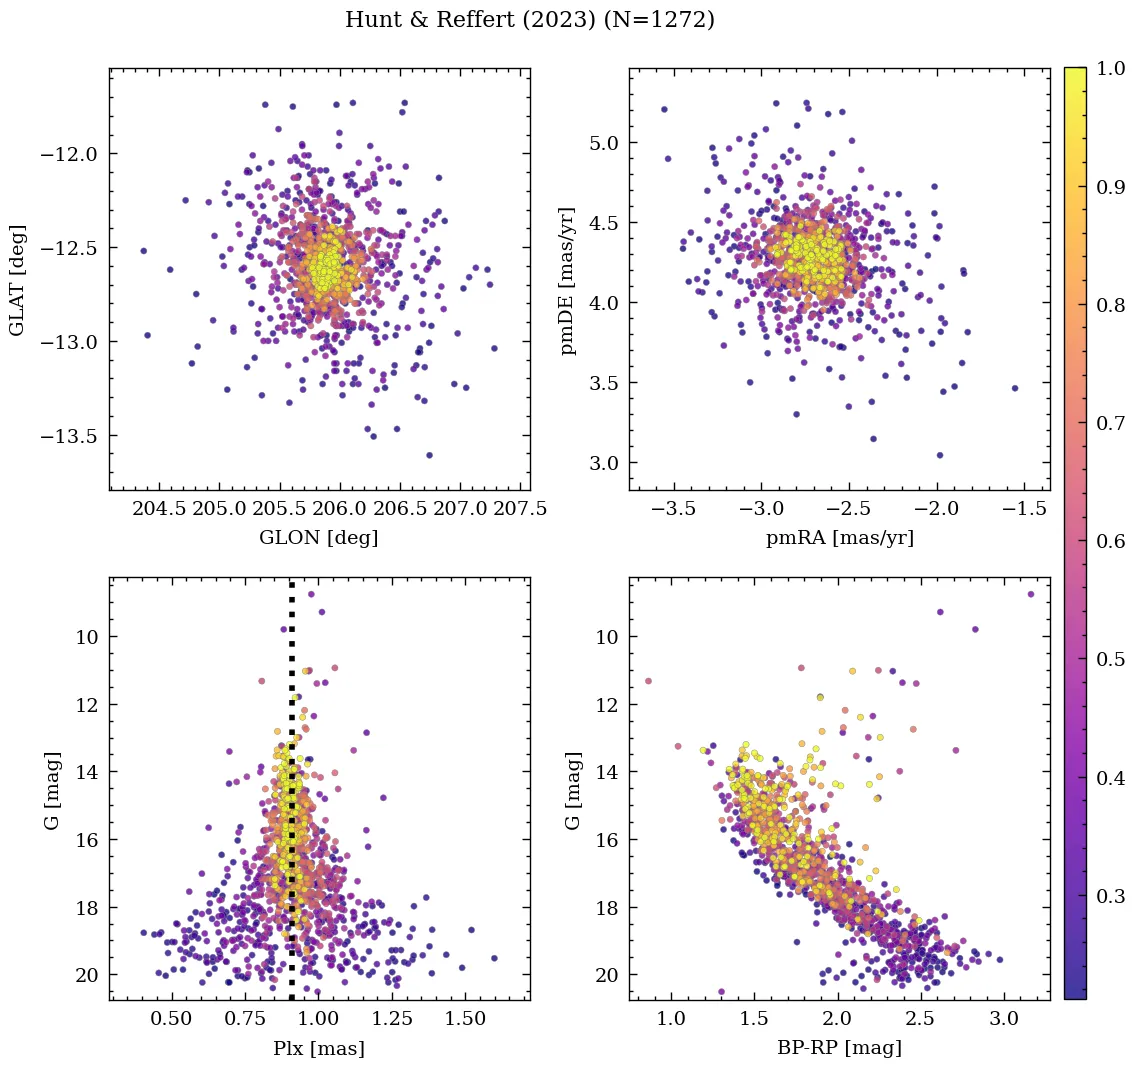 Hunt & Reffert (2023) (N=1272)
−12.0
−12.5
−13.0
−13.5
GLAT [deg]
204.5 205.0 205.5 206.0 206.5 207.0 207.5
GLON [deg]
5.0
4.5
4.0
3.5
3.0
pmDE [mas/yr]
−3.5 −3.0 −2.5 −2.0 −1.5
pmRA [mas/yr]
1.0
0.9
0.8
0.7
0.6
0.5
0.4
0.3
10
12
14
16
18
20
G [mag]
0.50 0.75 1.00 1.25 1.50
Plx [mas]
10
12
14
16
18
20
G [mag]
1.0 1.5 2.0 2.5 3.0
BP-RP [mag]